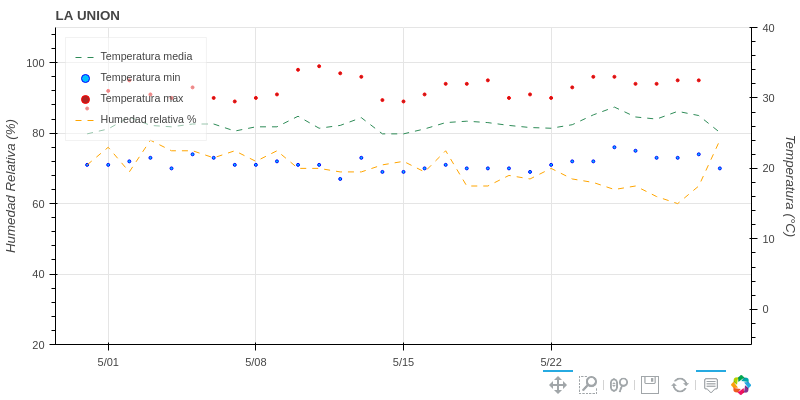 LA UNION
Temperatura media
Temperatura min
Temperatura max
Humedad relativa %
Humedad Relativa (%)
100
80
60
40
20
Temperatura (°C)
40
30
20
10
0
5/01
5/08
5/15
5/22